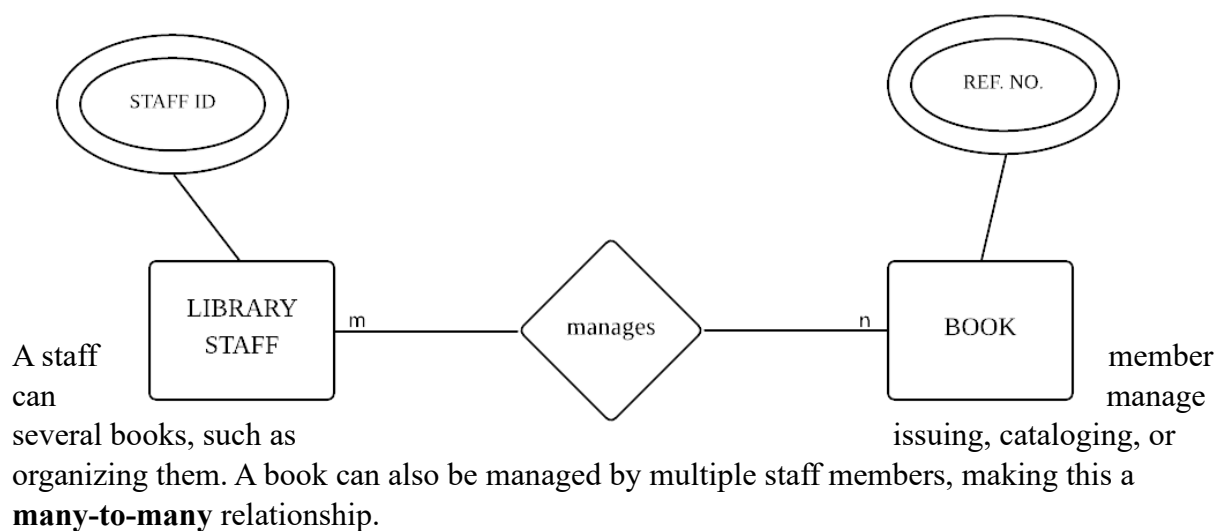 STAFF ID
REF. NO.
LIBRARY
STAFF
m
manages
n
BOOK
A staff member
can manage
several books, such as issuing, cataloging, or
organizing them. A book can also be managed by multiple staff members, making this a
many-to-many relationship.